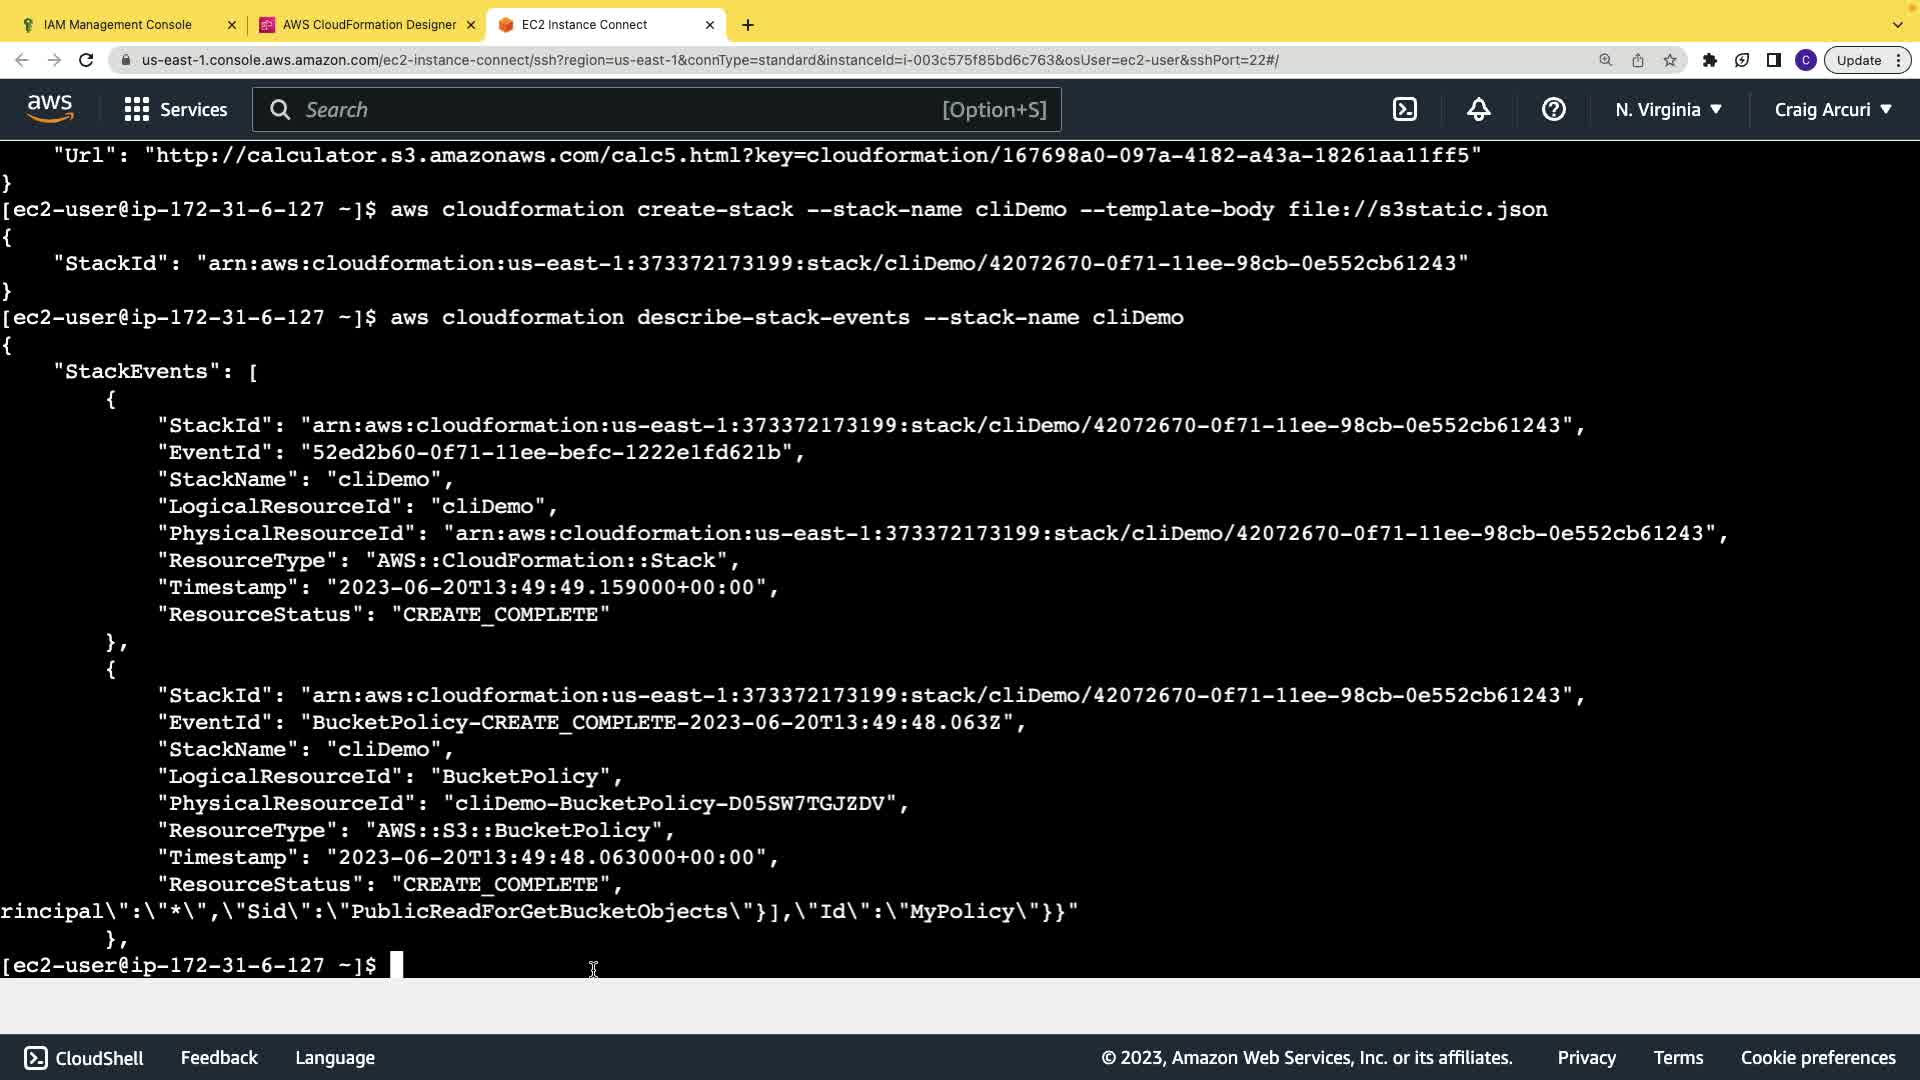 IAM Management Console
AWS CloudFormation Designer
EC2 Instance Connect
us-east-1.console.aws.amazon.com/ec2-instance-connect/ssh?region=us-east-1&connType=standard&instanceId=i-003c575f85bd6c763&osUser=ec2-user&sshPort=22#/
C
Update
aws
Services
Search
[Option+S]
N. Virginia
Craig Arcuri
    "Url": "http://calculator.s3.amazonaws.com/calc5.html?key=cloudformation/167698a0-097a-4182-a43a-18261aa11ff5"
}
[ec2-user@ip-172-31-6-127 ~]$ aws cloudformation create-stack --stack-name cliDemo --template-body file://s3static.json
{
    "StackId": "arn:aws:cloudformation:us-east-1:373372173199:stack/cliDemo/42072670-0f71-11ee-98cb-0e552cb61243"
}
[ec2-user@ip-172-31-6-127 ~]$ aws cloudformation describe-stack-events --stack-name cliDemo
{
    "StackEvents": [
        {
            "StackId": "arn:aws:cloudformation:us-east-1:373372173199:stack/cliDemo/42072670-0f71-11ee-98cb-0e552cb61243",
            "EventId": "52ed2b60-0f71-11ee-befc-1222e1fd621b",
            "StackName": "cliDemo",
            "LogicalResourceId": "cliDemo",
            "PhysicalResourceId": "arn:aws:cloudformation:us-east-1:373372173199:stack/cliDemo/42072670-0f71-11ee-98cb-0e552cb61243",
            "ResourceType": "AWS::CloudFormation::Stack",
            "Timestamp": "2023-06-20T13:49:49.159000+00:00",
            "ResourceStatus": "CREATE_COMPLETE"
        },
        {
            "StackId": "arn:aws:cloudformation:us-east-1:373372173199:stack/cliDemo/42072670-0f71-11ee-98cb-0e552cb61243",
            "EventId": "BucketPolicy-CREATE_COMPLETE-2023-06-20T13:49:48.063Z",
            "StackName": "cliDemo",
            "LogicalResourceId": "BucketPolicy",
            "PhysicalResourceId": "cliDemo-BucketPolicy-D05SW7TGJZDV",
            "ResourceType": "AWS::S3::BucketPolicy",
            "Timestamp": "2023-06-20T13:49:48.063000+00:00",
            "ResourceStatus": "CREATE_COMPLETE",
rincipal\":\"*\",\"Sid\":\"PublicReadForGetBucketObjects\"}],\"Id\":\"MyPolicy\"}}"
        },
[ec2-user@ip-172-31-6-127 ~]$
CloudShell
Feedback
Language
© 2023, Amazon Web Services, Inc. or its affiliates.
Privacy
Terms
Cookie preferences